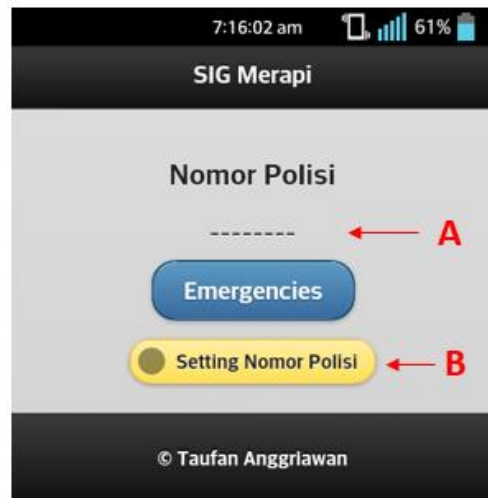 7:16:02 am 61%
SIG Merapi
Nomor Polisi
-------- A
Emergencies
Setting Nomor Polisi B
© Taufan Anggriawan